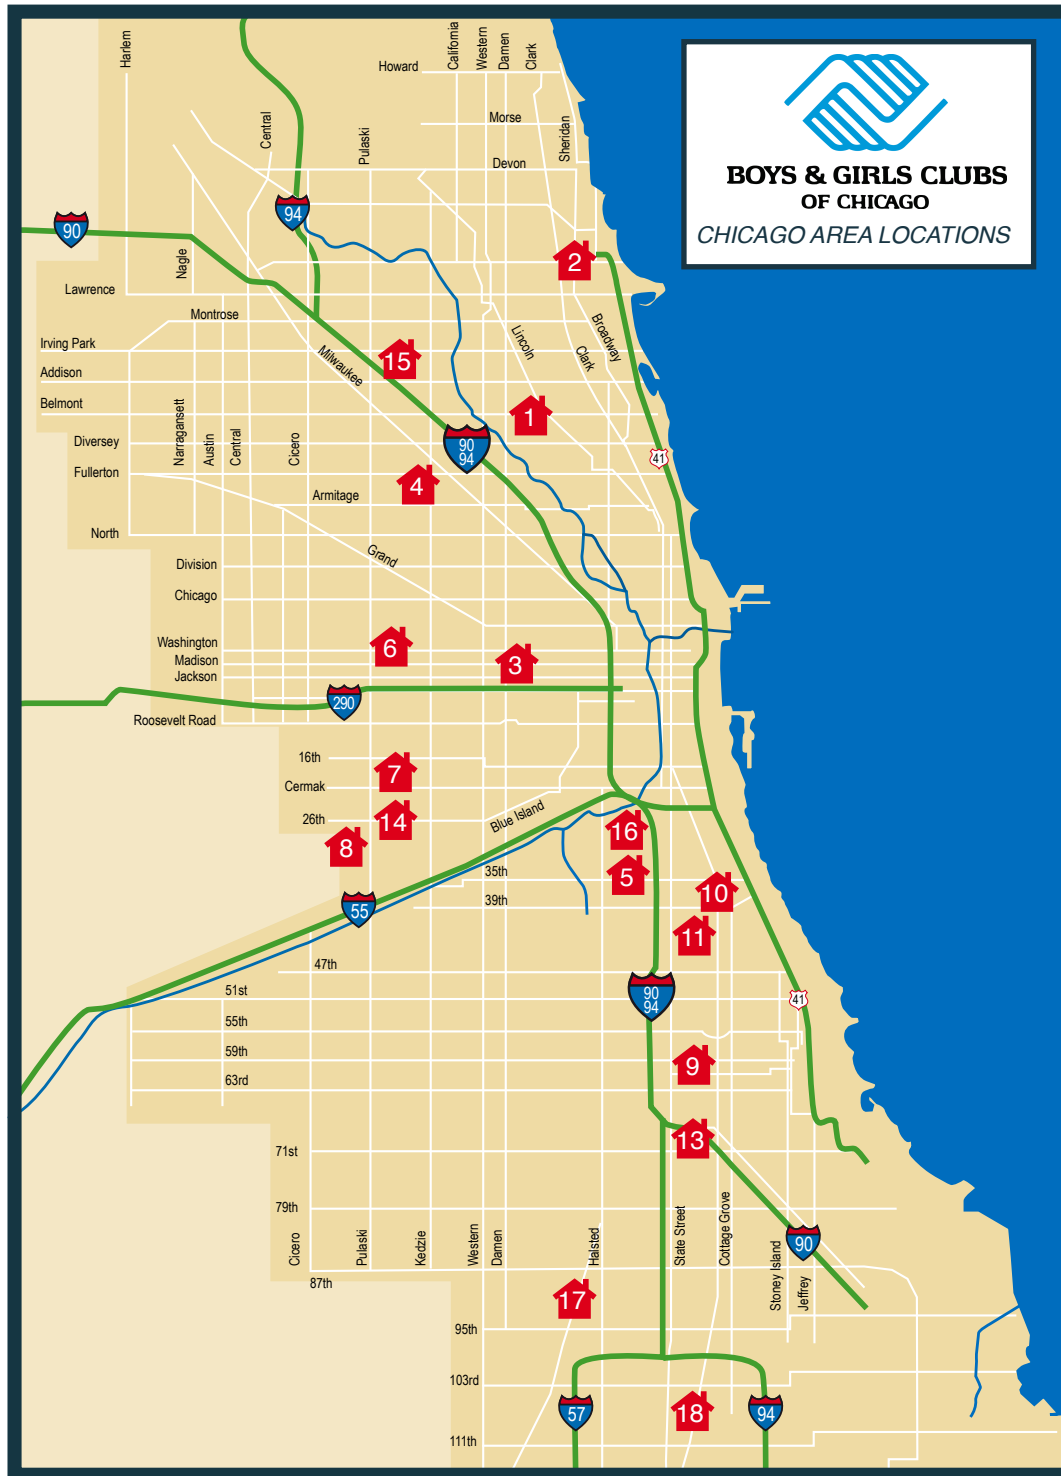 BOYS & GIRLS CLUBS
OF CHICAGO
CHICAGO AREA LOCATIONS
Harlem
California
Western
Damen
Clark
Howard
Morse
Central
Pulaski
Sheridan
Devon
94
90
Nagle
2
Lawrence
Montrose
Lincoln
Broadway
Irving Park
Milwaukee
15
Clark
Addison
Belmont
1
Narragansett
Austin
Central
Cicero
Diversey
90
94
41
Fullerton
4
Armitage
North
Grand
Division
Chicago
Washington
6
Madison
3
Jackson
290
Roosevelt Road
16th
7
Cermak
26th
14
Blue Island
16
8
35th
5
10
39th
55
11
47th
51st
90
94
41
55th
59th
9
63rd
13
71st
79th
Cicero
Pulaski
Kedzie
Western
Damen
Halsted
State Street
Cottage Grove
90
Stoney Island
Jeffrey
87th
17
95th
103rd
57
18
94
111th